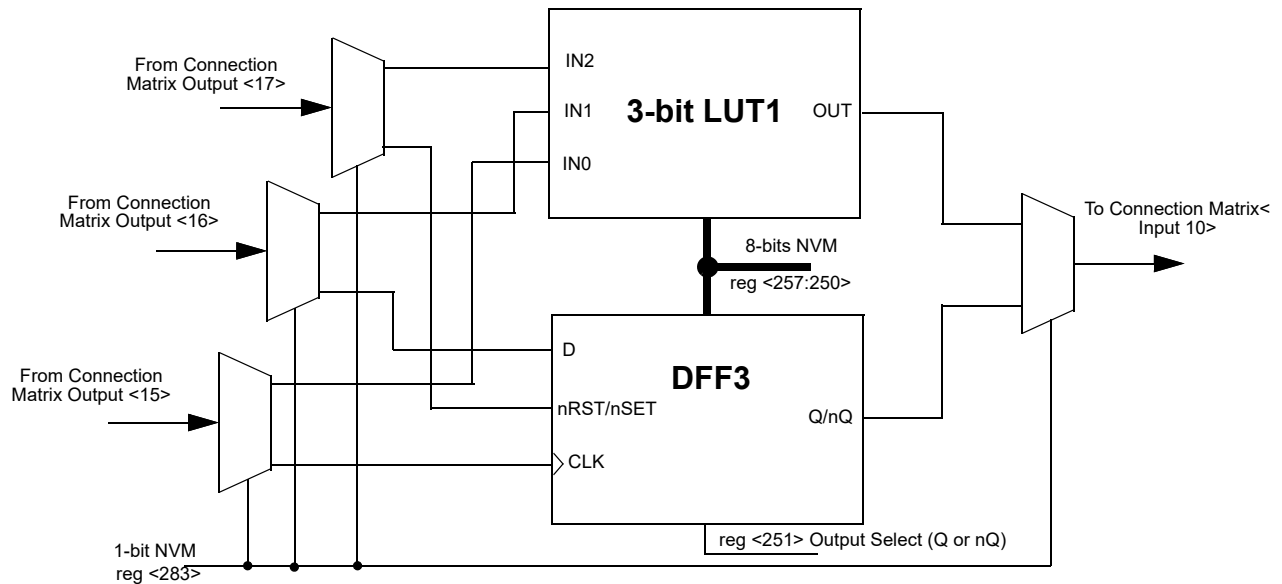 From Connection
Matrix Output <17>
IN2
IN1
IN0
3-bit LUT1
OUT
From Connection
Matrix Output <16>
To Connection Matrix<
Input 10>
8-bits NVM
reg <257:250>
From Connection
Matrix Output <15>
D
DFF3
nRST/nSET
Q/nQ
CLK
reg <251> Output Select (Q or nQ)
1-bit NVM
reg <283>